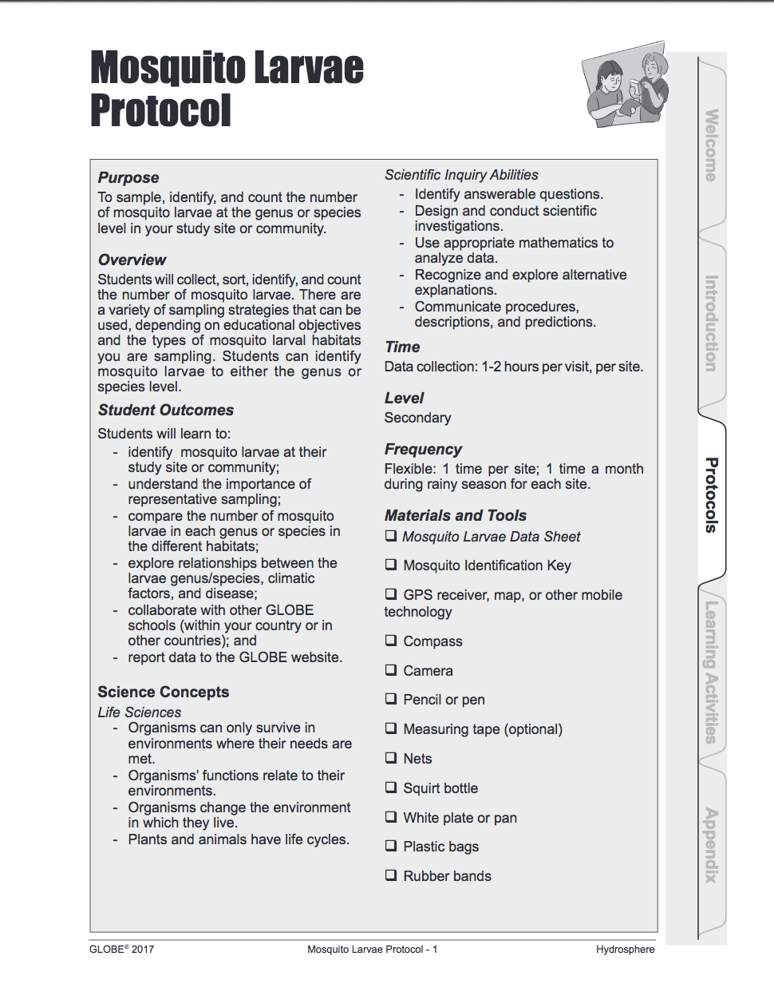 Mosquito Larvae
Protocol
Purpose
To sample, identify, and count the number
of mosquito larvae at the genus or species
level in your study site or community.
Overview
Students will collect, sort, identify, and count
the number of mosquito larvae. There are
a variety of sampling strategies that can be
used, depending on educational objectives
and the types of mosquito larval habitats
you are sampling. Students can identify
mosquito larvae to either the genus or
species level.
Student Outcomes
Students will learn to:
- identify mosquito larvae at their
study site or community;
- understand the importance of
representative sampling;
- compare the number of mosquito
larvae in each genus or species in
the different habitats;
- explore relationships between the
larvae genus/species, climatic
factors, and disease;
- collaborate with other GLOBE
schools (within your country or in
other countries); and
- report data to the GLOBE website.
Science Concepts
Life Sciences
- Organisms can only survive in
environments where their needs are
met.
- Organisms' functions relate to their
environments.
- Organisms change the environment
in which they live.
- Plants and animals have life cycles.
Scientific Inquiry Abilities
- Identify answerable questions.
- Design and conduct scientific
investigations.
- Use appropriate mathematics to
analyze data.
- Recognize and explore alternative
explanations.
- Communicate procedures,
descriptions, and predictions.
Time
Data collection: 1-2 hours per visit, per site.
Level
Secondary
Frequency
Flexible: 1 time per site; 1 time a month
during rainy season for each site.
Materials and Tools
❑ Mosquito Larvae Data Sheet
❑ Mosquito Identification Key
❑ GPS receiver, map, or other mobile
technology
❑ Compass
❑ Camera
❑ Pencil or pen
❑ Measuring tape (optional)
❑ Nets
❑ Squirt bottle
❑ White plate or pan
❑ Plastic bags
❑ Rubber bands
Welcome
Introduction
Protocols
Learning Activities
Appendix
GLOBE® 2017
Mosquito Larvae Protocol - 1
Hydrosphere